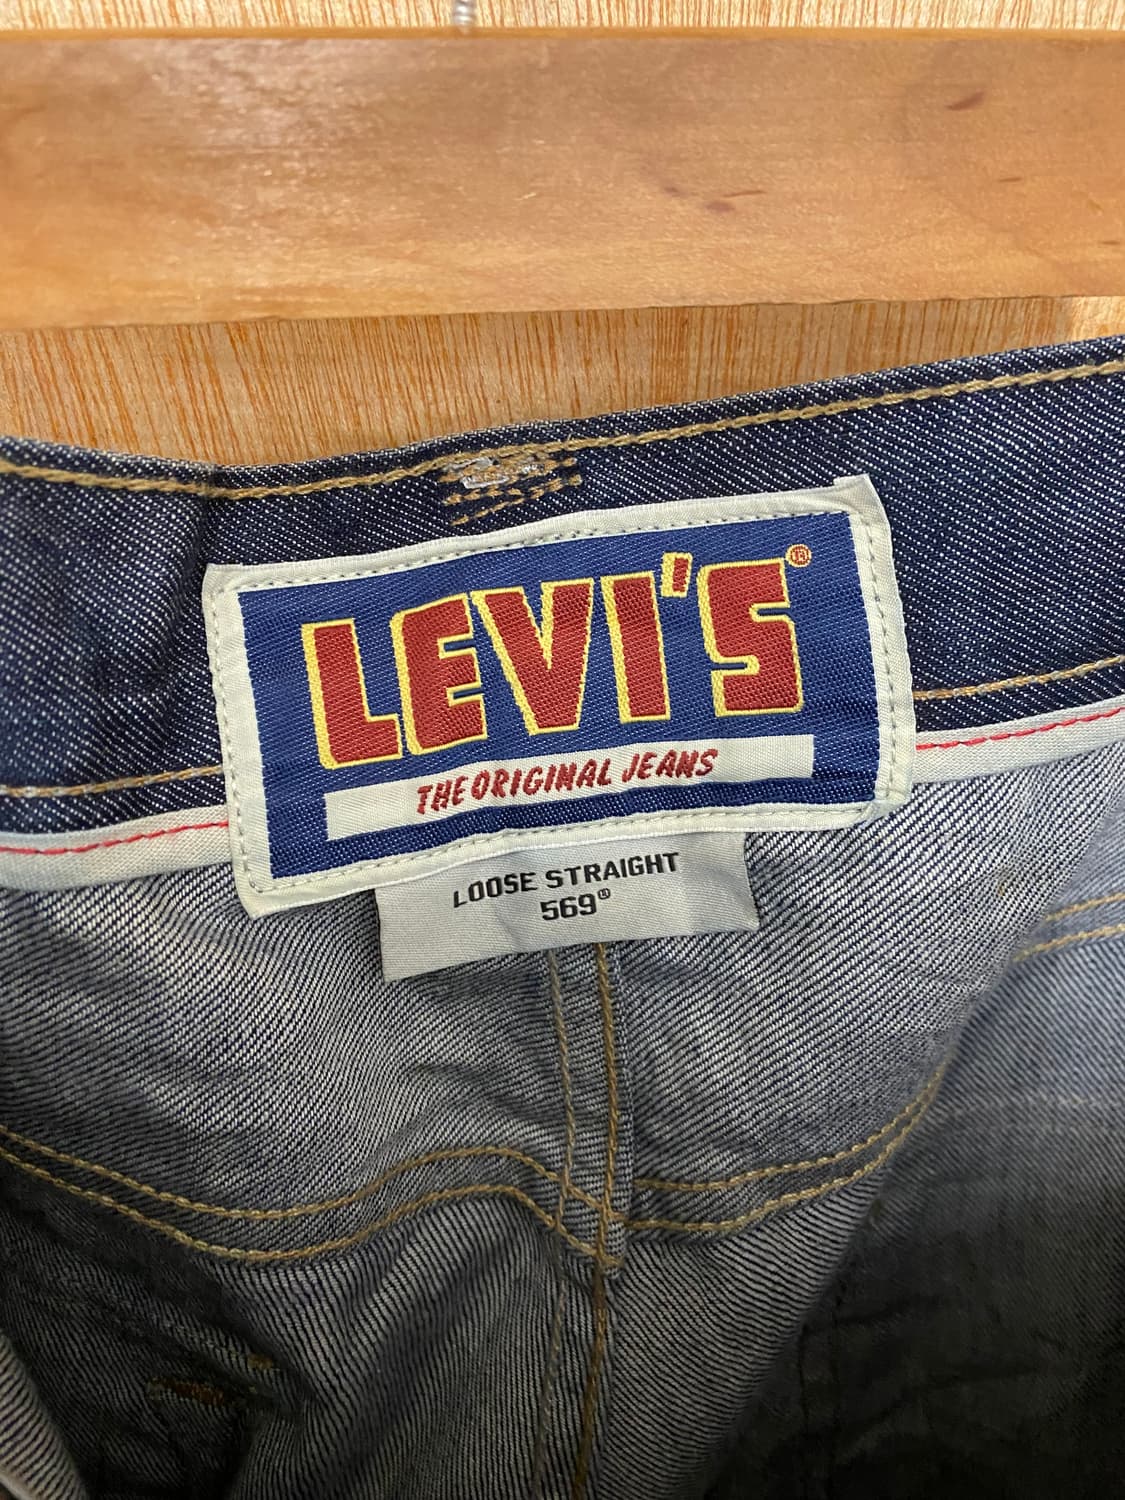 LEVI'S®
THE ORIGINAL JEANS
LOOSE STRAIGHT
569®